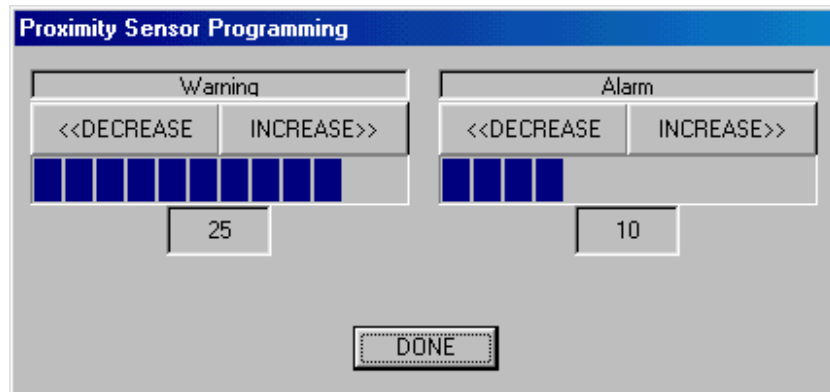 Proximity Sensor Programming
Warning
Alarm
<<DECREASE
INCREASE>>
<<DECREASE
INCREASE>>
25
10
DONE